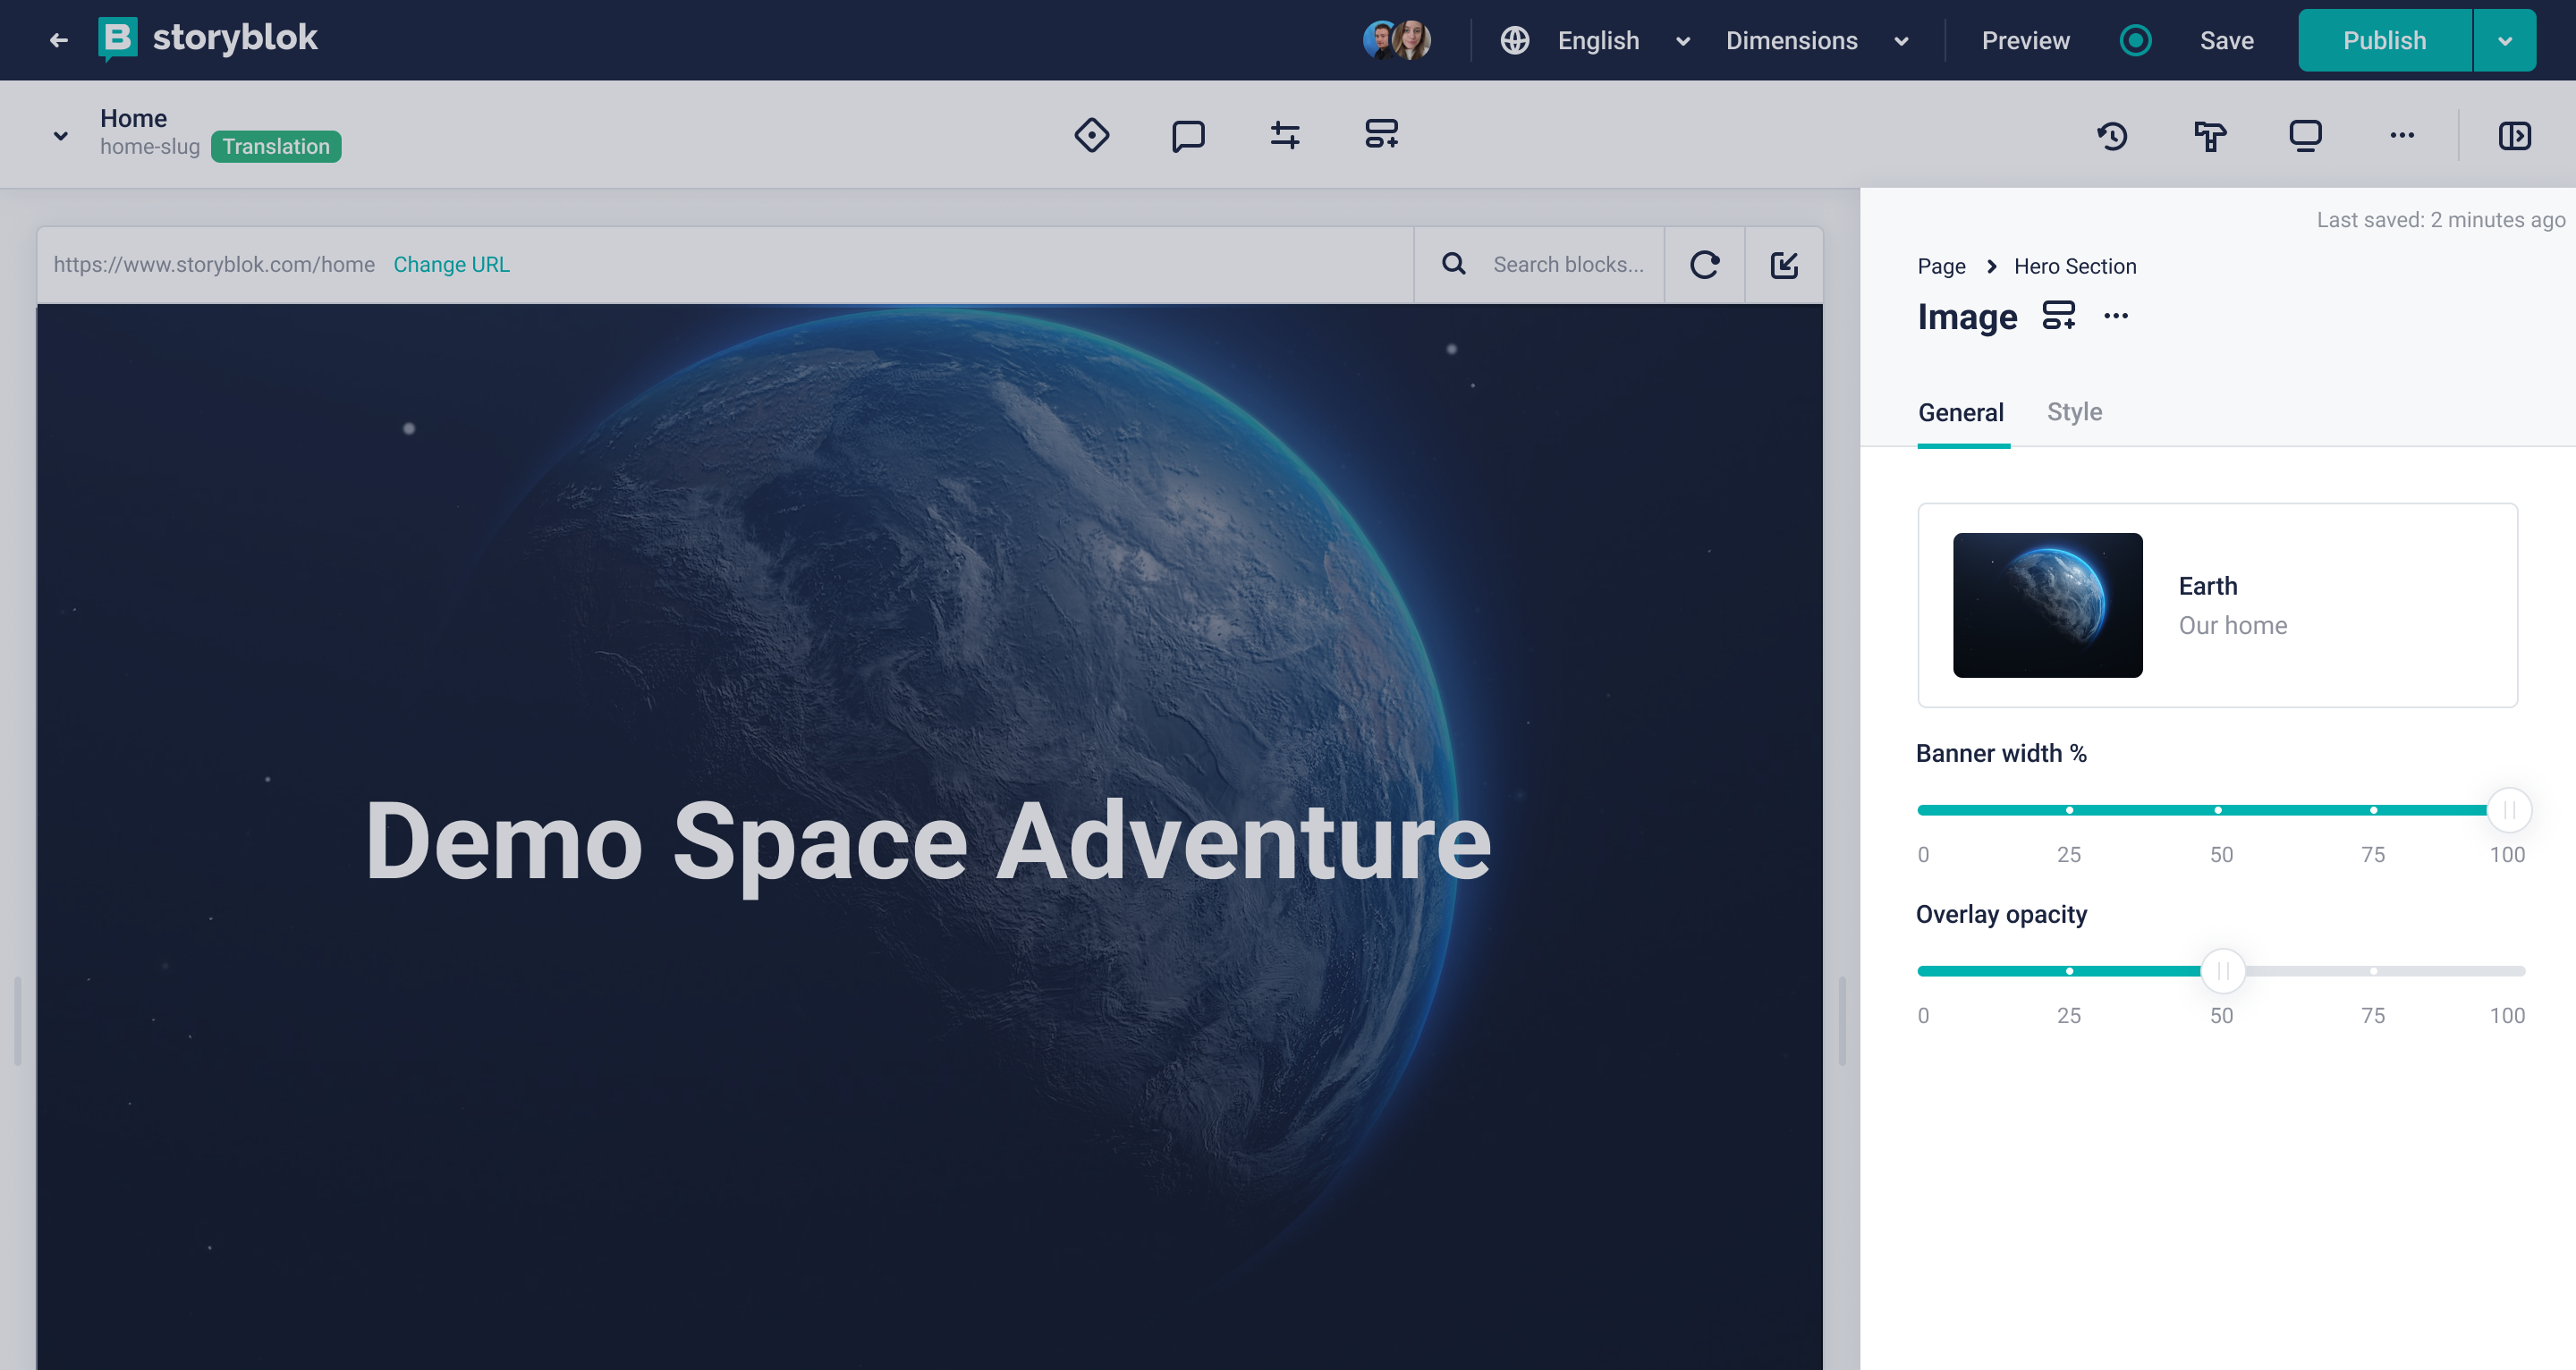 storyblok
English
Dimensions
Preview
Save
Publish
Home
home-slug
Translation
Last saved: 2 minutes ago
https://www.storyblok.com/home
Change URL
Search blocks...
Page
Hero Section
Image
General
Style
Earth
Our home
Banner width %
0 25 50 75 100
Demo Space Adventure
Overlay opacity
0 25 50 75 100